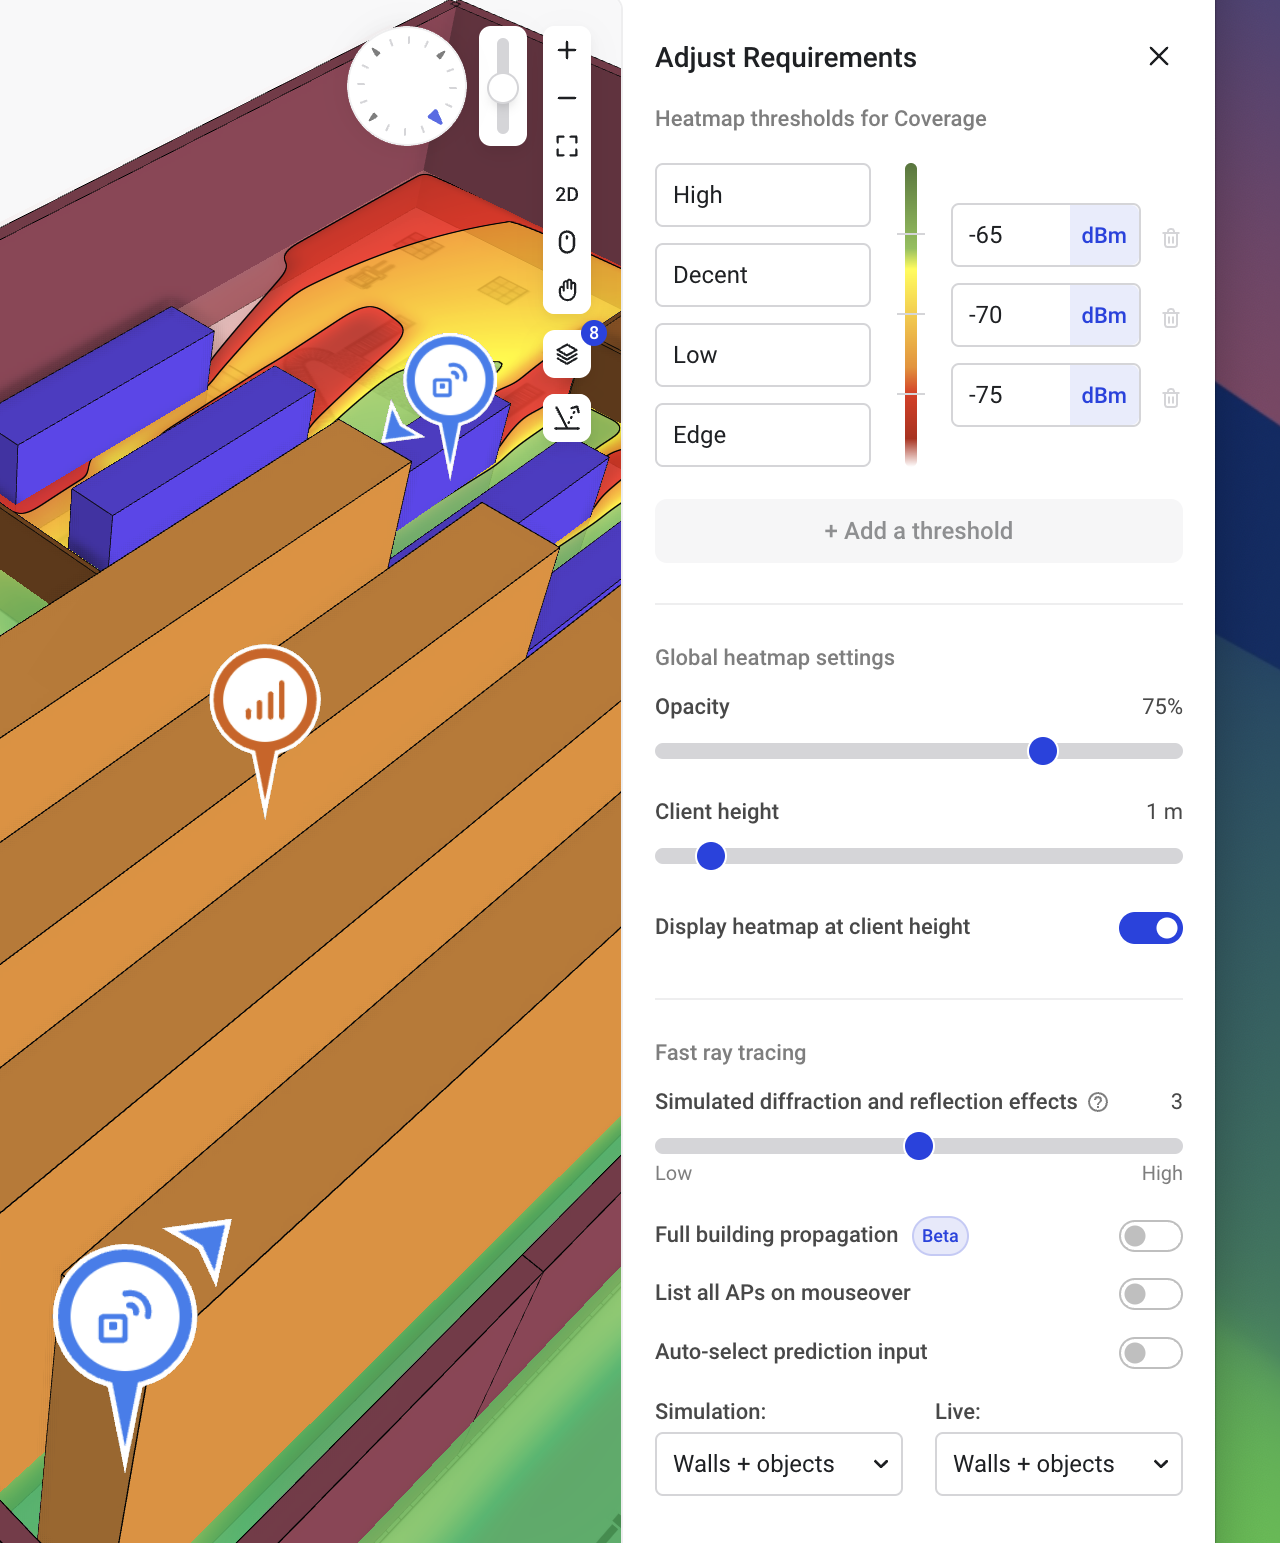 Adjust Requirements
Heatmap thresholds for Coverage
High
-65 dBm
Decent
-70 dBm
Low
-75 dBm
Edge
+ Add a threshold
Global heatmap settings
Opacity 75%
Client height 1 m
Display heatmap at client height
Fast ray tracing
Simulated diffraction and reflection effects ? 3
Low High
Full building propagation Beta
List all APs on mouseover
Auto-select prediction input
Simulation: Live:
Walls + objects Walls + objects
2D
8